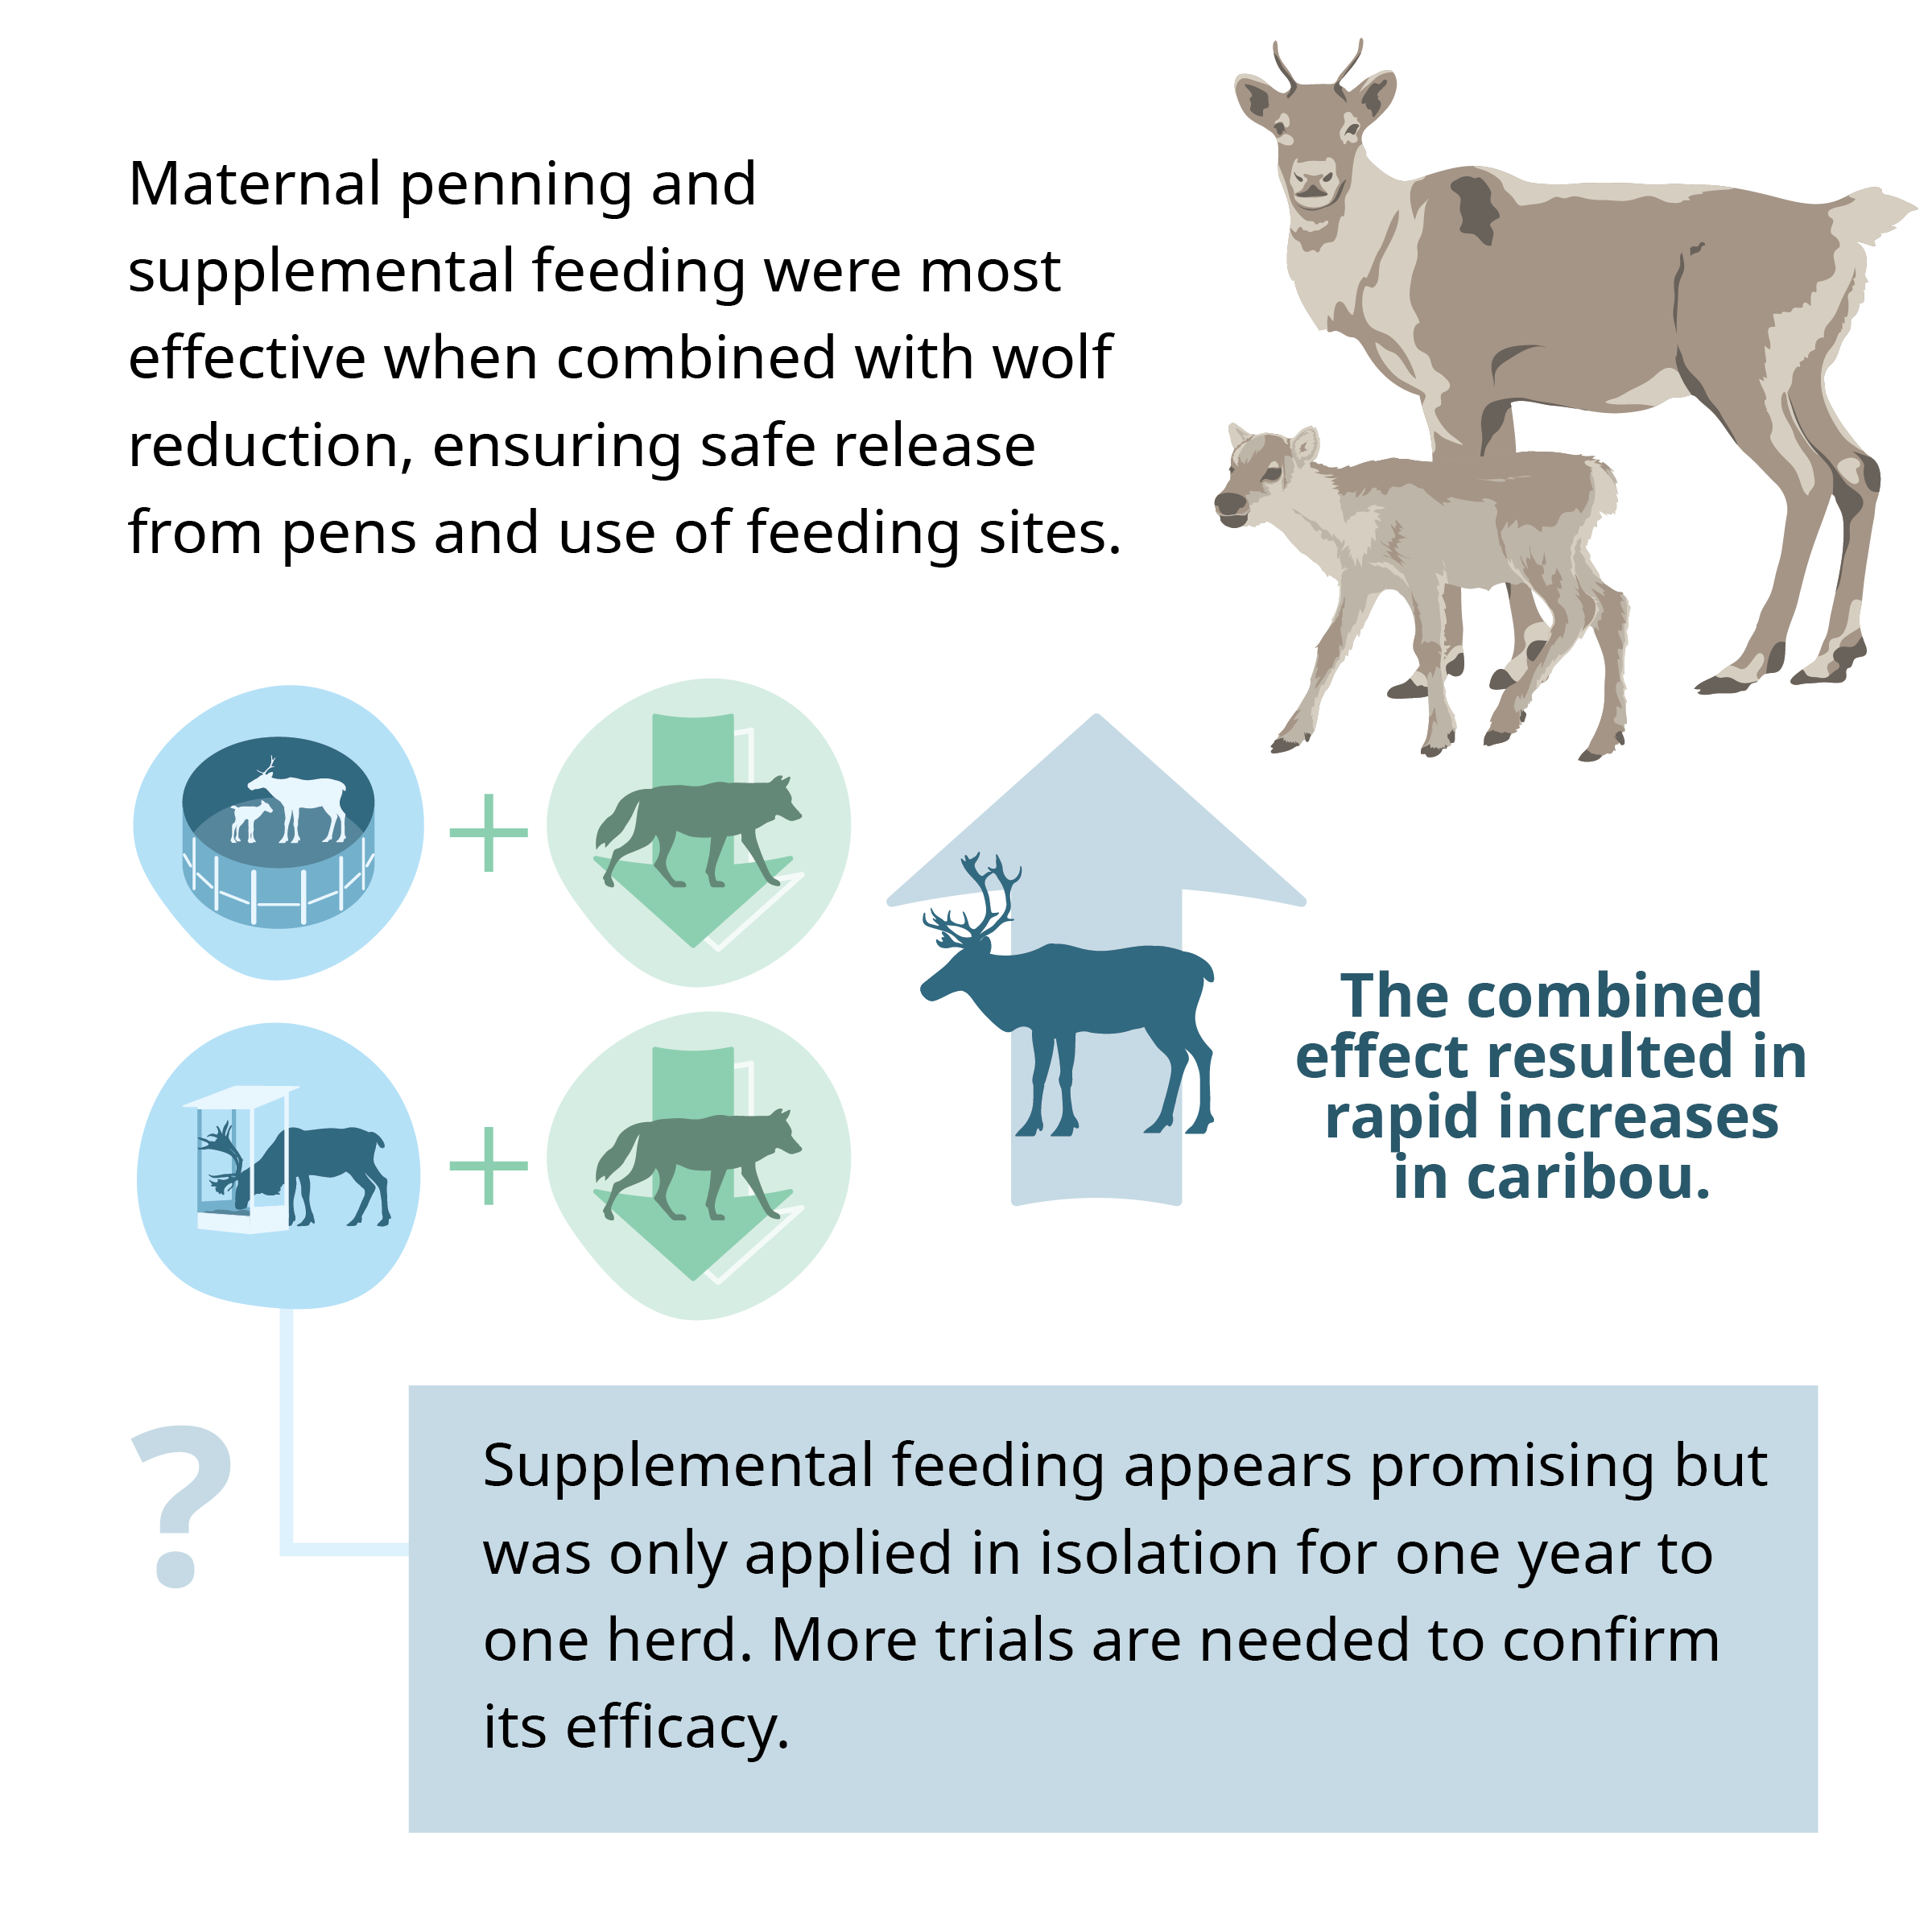 Maternal penning and
supplemental feeding were most
effective when combined with wolf
reduction, ensuring safe release
from pens and use of feeding sites.
The combined
effect resulted in
rapid increases
in caribou.
?
Supplemental feeding appears promising but
was only applied in isolation for one year to
one herd. More trials are needed to confirm
its efficacy.